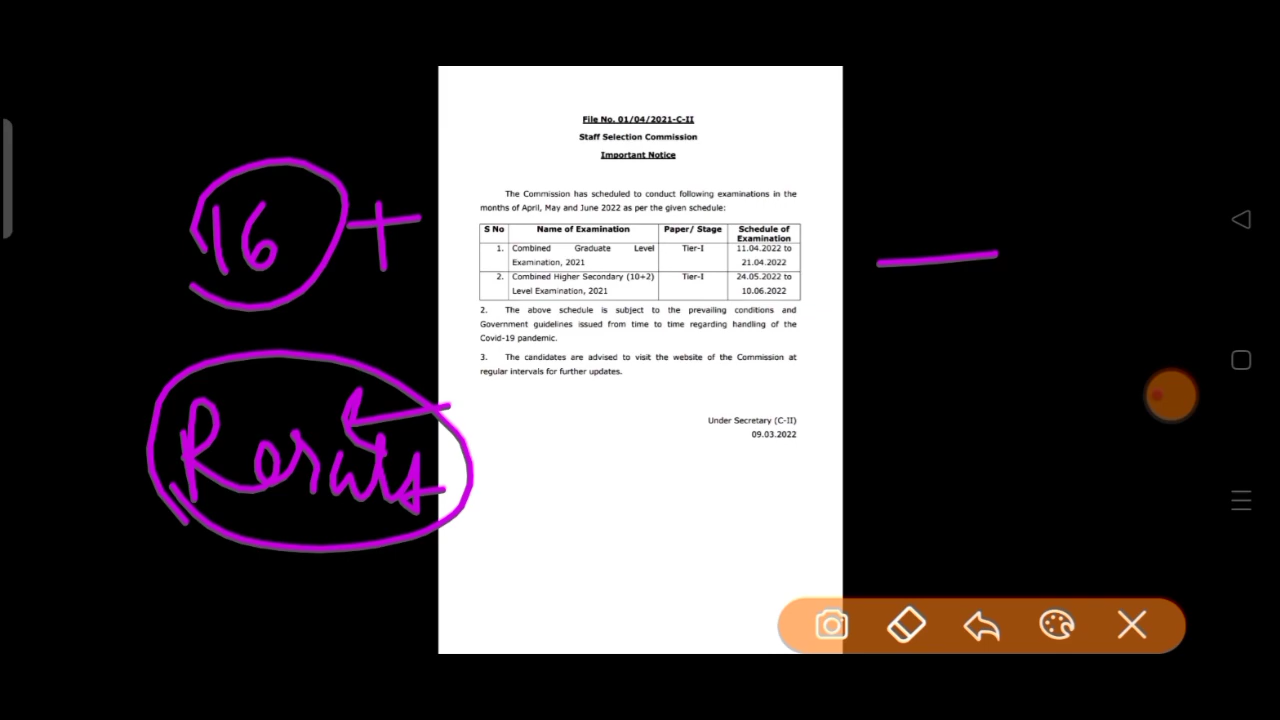 File No. 01/04/2021-C-II
Staff Selection Commission
Important Notice
The Commission has scheduled to conduct following examinations in the
months of April, May and June 2022 as per the given schedule:
S No Name of Examination Paper/ Stage Schedule of Examination
1. Combined Graduate Level Examination, 2021 Tier-I 11.04.2022 to 21.04.2022
2. Combined Higher Secondary (10+2) Level Examination, 2021 Tier-I 24.05.2022 to 10.06.2022
2. The above schedule is subject to the prevailing conditions and
Government guidelines issued from time to time regarding handling of the
Covid-19 pandemic.
3. The candidates are advised to visit the website of the Commission at
regular intervals for further updates.
Under Secretary (C-II)
09.03.2022
16 +
Results